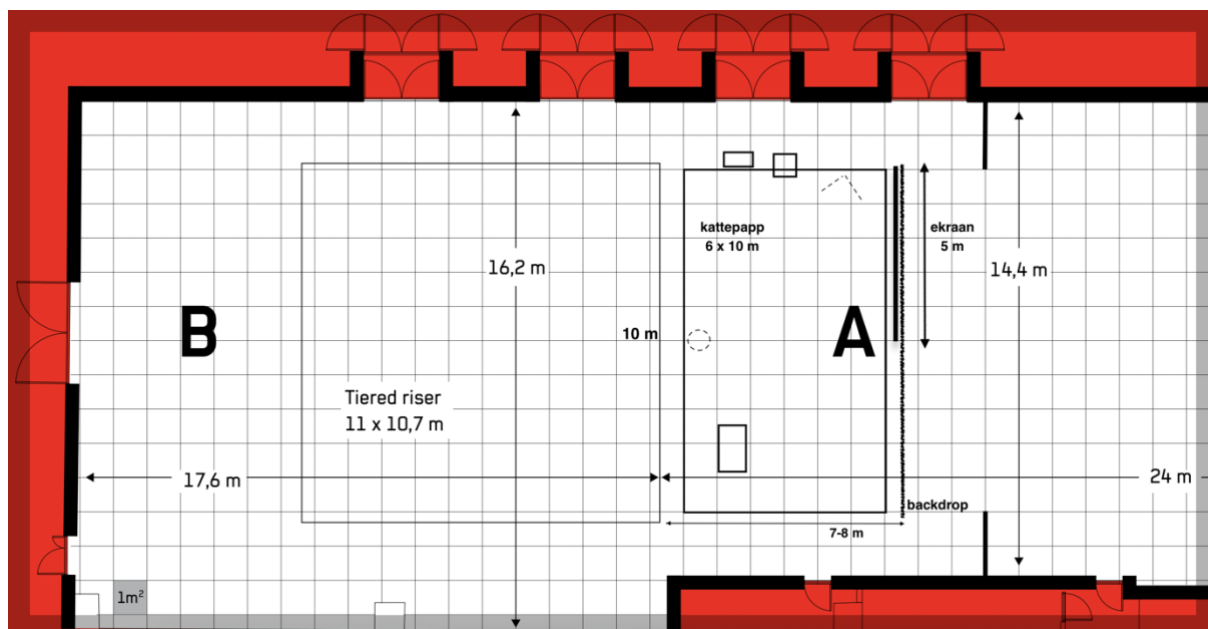 kattepapp
6 x 10 m
ekraan
5 m
16,2 m
14,4 m
B
10 m
A
Tiered riser
11 x 10,7 m
17,6 m
24 m
backdrop
7-8 m
1m²